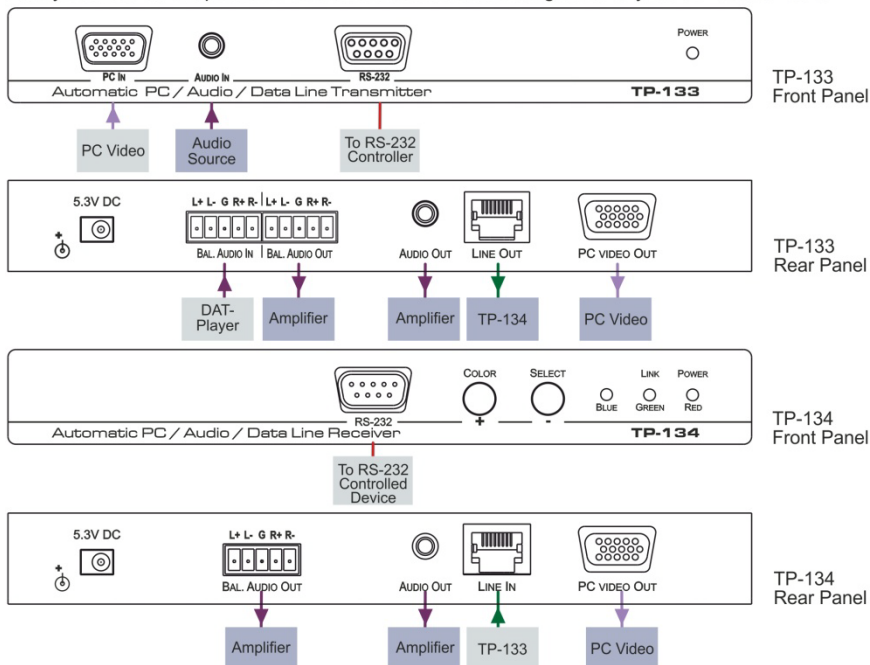 POWER
PC IN AUDIO IN RS-232
Automatic PC / Audio / Data Line Transmitter TP-133
TP-133
Front Panel
PC Video
Audio
Source
To RS-232
Controller
5.3V DC
L+ L- G R+ R- L+ L- G R+ R-
BAL. AUDIO IN BAL. AUDIO OUT AUDIO OUT LINE OUT PC VIDEO OUT
+
TP-133
Rear Panel
DAT-
Player
Amplifier
Amplifier
TP-134
PC Video
COLOR SELECT LINK POWER
BLUE GREEN RED
RS-232 + -
Automatic PC / Audio / Data Line Receiver TP-134
TP-134
Front Panel
To RS-232
Controlled
Device
5.3V DC
L+ L- G R+ R-
BAL. AUDIO OUT AUDIO OUT LINE IN PC VIDEO OUT
+
TP-134
Rear Panel
Amplifier
Amplifier
TP-133
PC Video